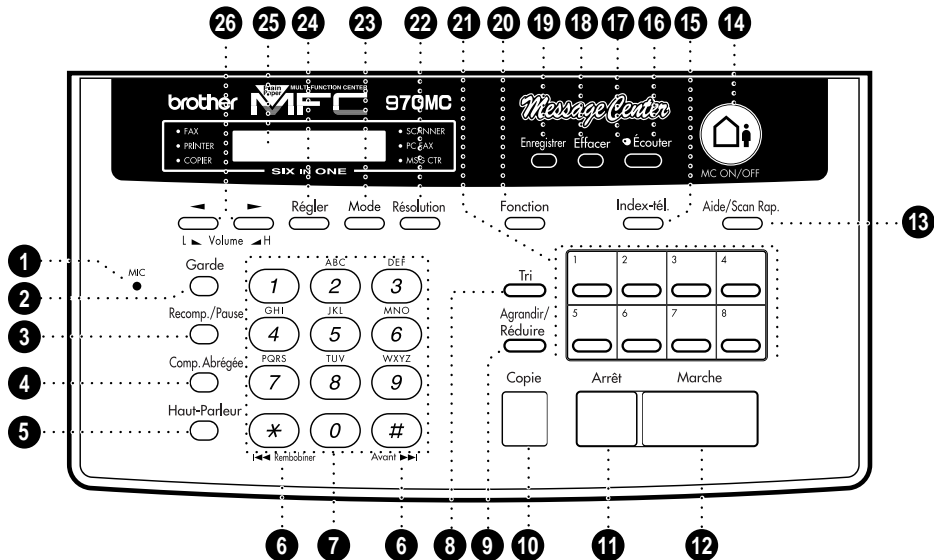 26 25 24 23 22 21 20 19 18 17 16 15 14
Plain Paper
MULTI-FUNCTION CENTER
brother MFC 970MC
Message Center
• FAX
• PRINTER
• COPIER
• SCANNER
• PC FAX
• MSG CTR
SIX IN ONE
Enregistrer Effacer Écouter
MC ON/OFF
◄ ► Régler Mode Résolution Fonction Index-tél. Aide/Scan Rap.
13
L Volume H
1 MIC
2 Garde
3 Recomp./Pause
4 Comp. Abrégée
5 Haut-Parleur
ABC DEF
1 2 3
GHI JKL MNO
4 5 6
PQRS TUV WXYZ
7 8 9
* 0 #
Rembobiner Avant
Tri
Agrandir/
Réduire
1 2 3 4
5 6 7 8
Copie Arrêt Marche
6 7 6 8 9 10 11 12